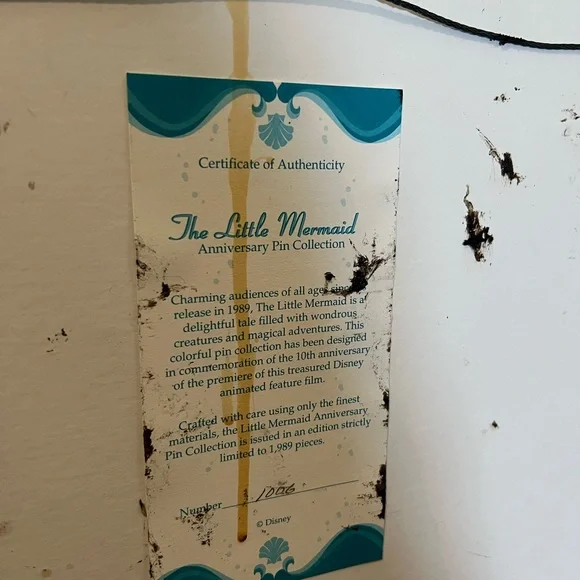 Certificate of Authenticity
The Little Mermaid
Anniversary Pin Collection
Charming audiences of all ages since
release in 1989, The Little Mermaid is a
delightful tale filled with wondrous
creatures and magical adventures. This
colorful pin collection has been designed
in commemoration of the 10th anniversary
of the premiere of this treasured Disney
animated feature film.
Crafted with care using only the finest
materials, the Little Mermaid Anniversary
Pin Collection is issued in an edition strictly
limited to 1,989 pieces.
Number
© Disney